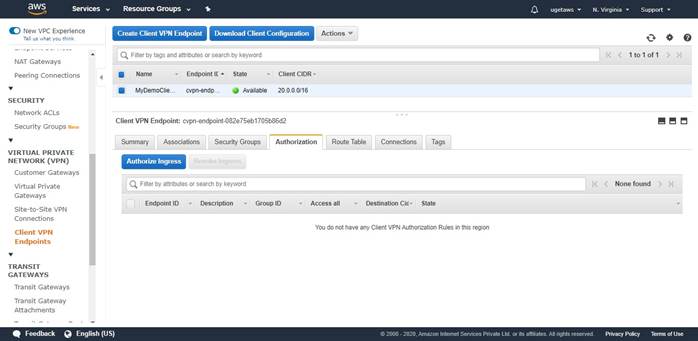 aws
Services
Resource Groups
ugetaws
N. Virginia
Support
New VPC Experience
Tell us what you think
NAT Gateways
Peering Connections
SECURITY
Network ACLs
Security Groups New
VIRTUAL PRIVATE
NETWORK (VPN)
Customer Gateways
Virtual Private
Gateways
Site-to-Site VPN
Connections
Client VPN
Endpoints
TRANSIT
GATEWAYS
Transit Gateways
Transit Gateway
Attachments
Create Client VPN Endpoint
Download Client Configuration
Actions
Filter by tags and attributes or search by keyword
1 to 1 of 1
Name
Endpoint ID
State
Client CIDR
MyDemoClie...
cvpn-endp...
Available
20.0.0.0/16
Client VPN Endpoint: cvpn-endpoint-082e75eb1705b86d2
Summary
Associations
Security Groups
Authorization
Route Table
Connections
Tags
Authorize Ingress
Revoke Ingress
Filter by attributes or search by keyword
None found
Endpoint ID
Description
Group ID
Access all
Destination
State
You do not have any Client VPN Authorization Rules in this region
Feedback
English (US)
© 2008 - 2020, Amazon Internet Services Private Ltd. or its affiliates. All rights reserved.
Privacy Policy
Terms of Use